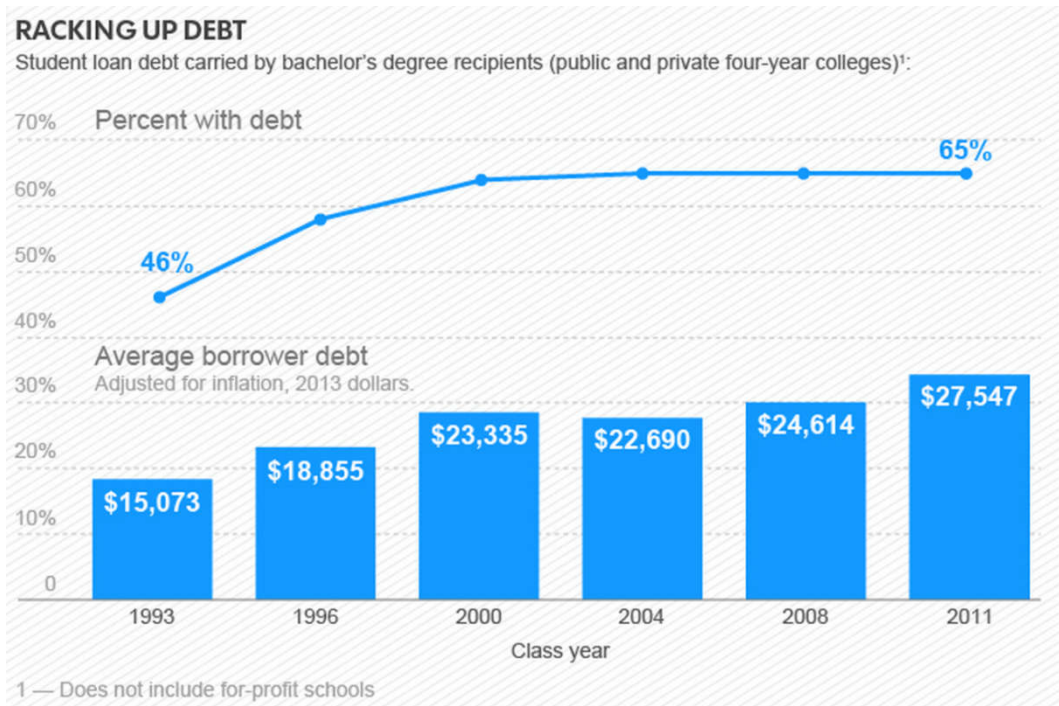 RACKING UP DEBT
Student loan debt carried by bachelor's degree recipients (public and private four-year colleges)¹:
70% Percent with debt
65%
60%
50%
46%
40%
Average borrower debt
30% Adjusted for inflation, 2013 dollars.
20%
10%
0
$15,073 $18,855 $23,335 $22,690 $24,614 $27,547
1993 1996 2000 2004 2008 2011
Class year
1 — Does not include for-profit schools